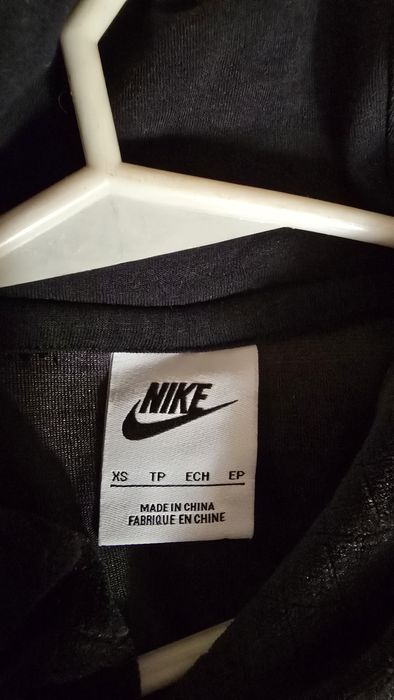 NIKE
XS TP ECH EP
MADE IN CHINA
FABRIQUE EN CHINE